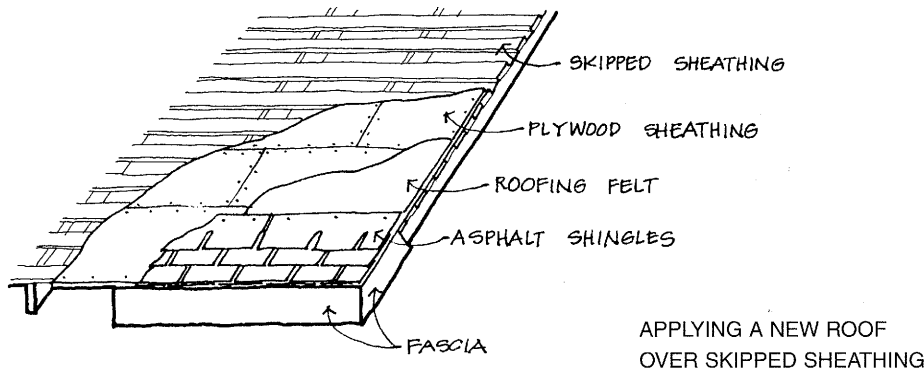 SKIPPED SHEATHING
PLYWOOD SHEATHING
ROOFING FELT
ASPHALT SHINGLES
FASCIA
APPLYING A NEW ROOF
OVER SKIPPED SHEATHING